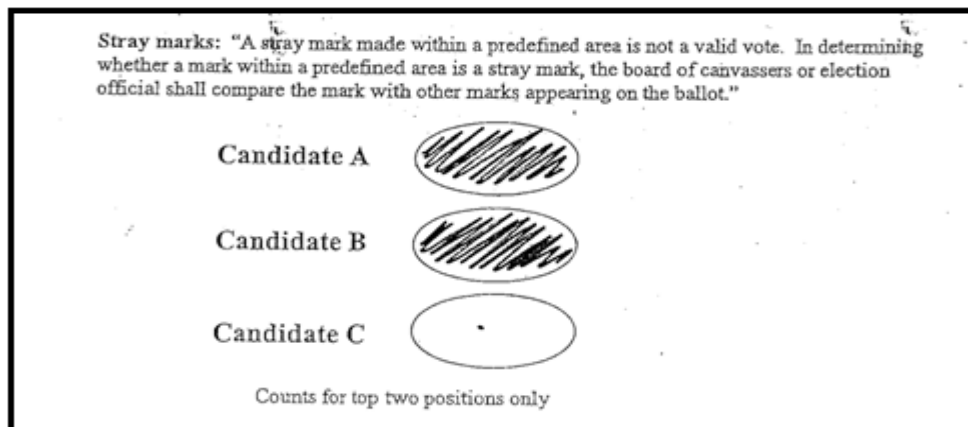 Stray marks: “A stray mark made within a predefined area is not a valid vote. In determining
whether a mark within a predefined area is a stray mark, the board of canvassers or election
official shall compare the mark with other marks appearing on the ballot.”
Candidate A
Candidate B
Candidate C
Counts for top two positions only